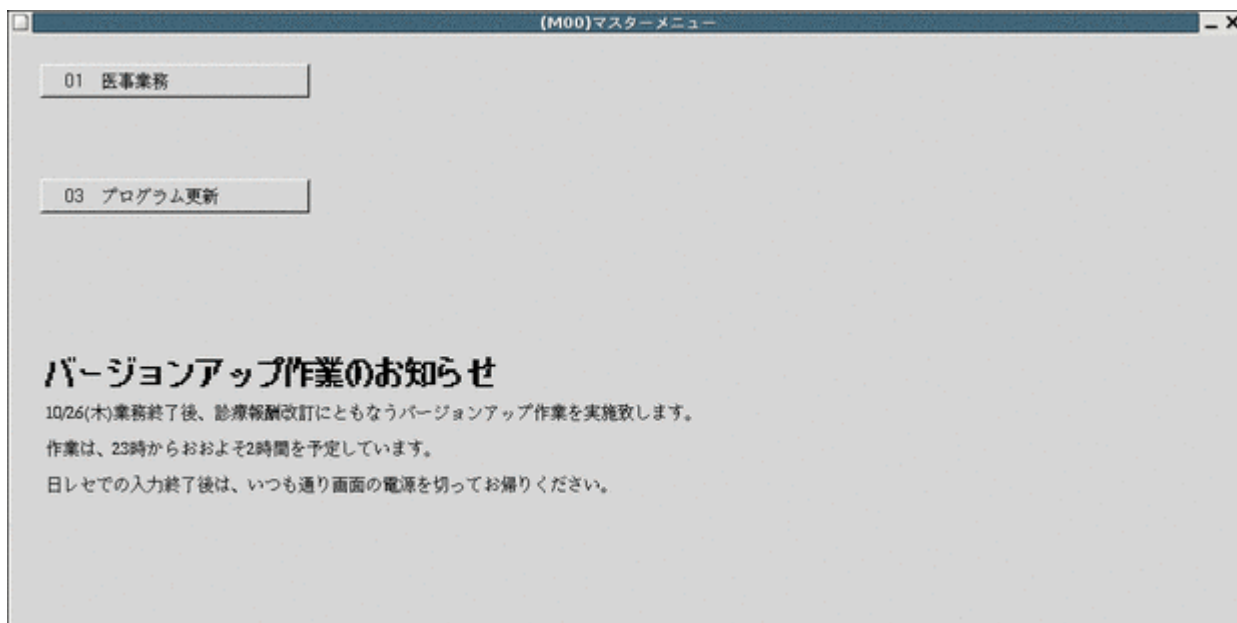 (M00)マスターメニュー
01 医事業務
03 プログラム更新
バージョンアップ作業のお知らせ
10/26(木)業務終了後、診療報酬改訂にともなうバージョンアップ作業を実施致します。
作業は、23時からおおよそ2時間を予定しています。
日レセでの入力終了後は、いつも通り画面の電源を切ってお帰りください。